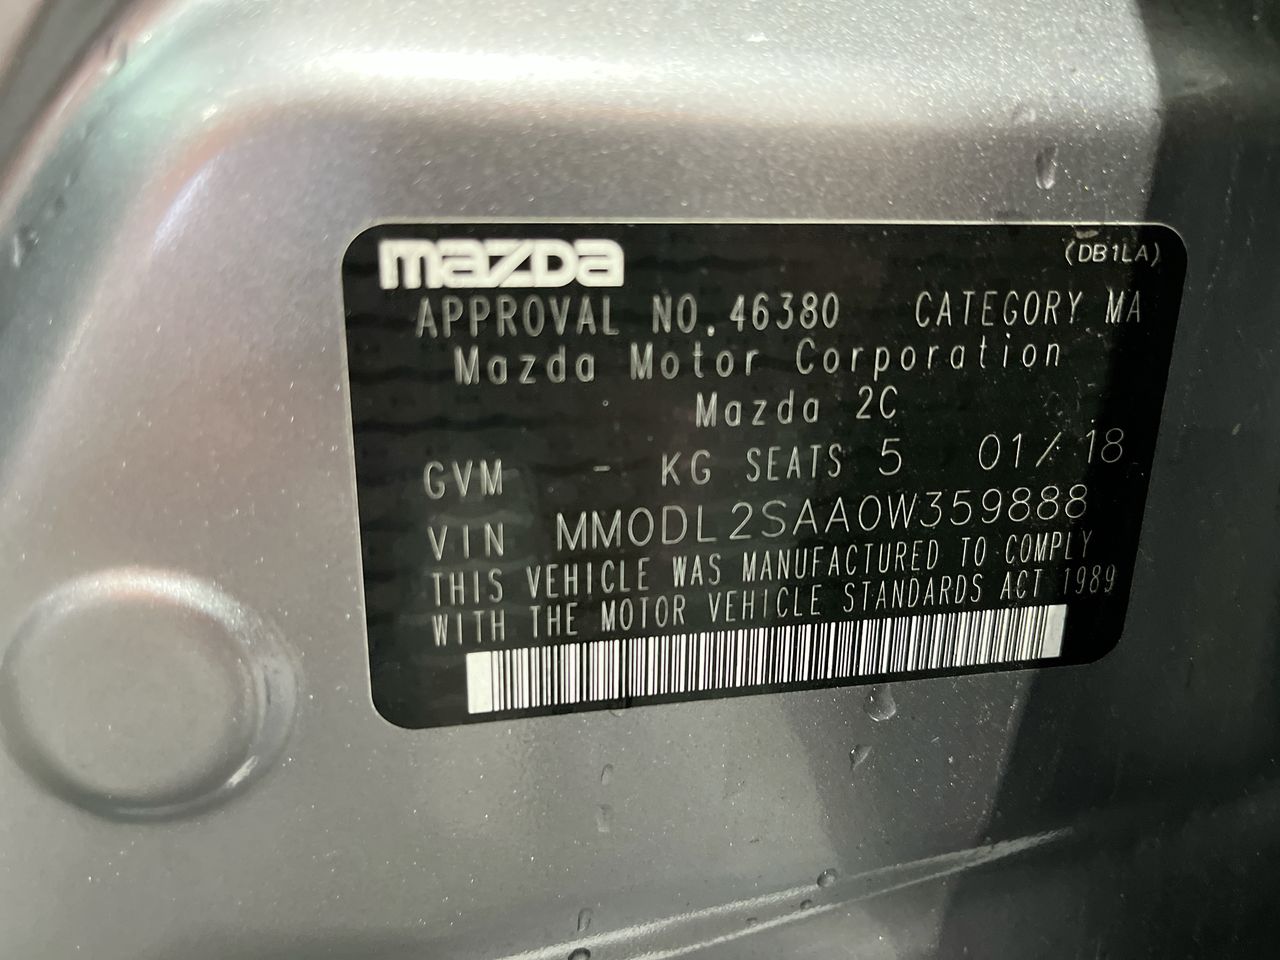 mazda
(DB1LA)
APPROVAL NO. 46380 CATEGORY MA
Mazda Motor Corporation
Mazda 2C
GVM - KG SEATS 5 01/18
VIN MM0DL2SAA0W359888
THIS VEHICLE WAS MANUFACTURED TO COMPLY
WITH THE MOTOR VEHICLE STANDARDS ACT 1989